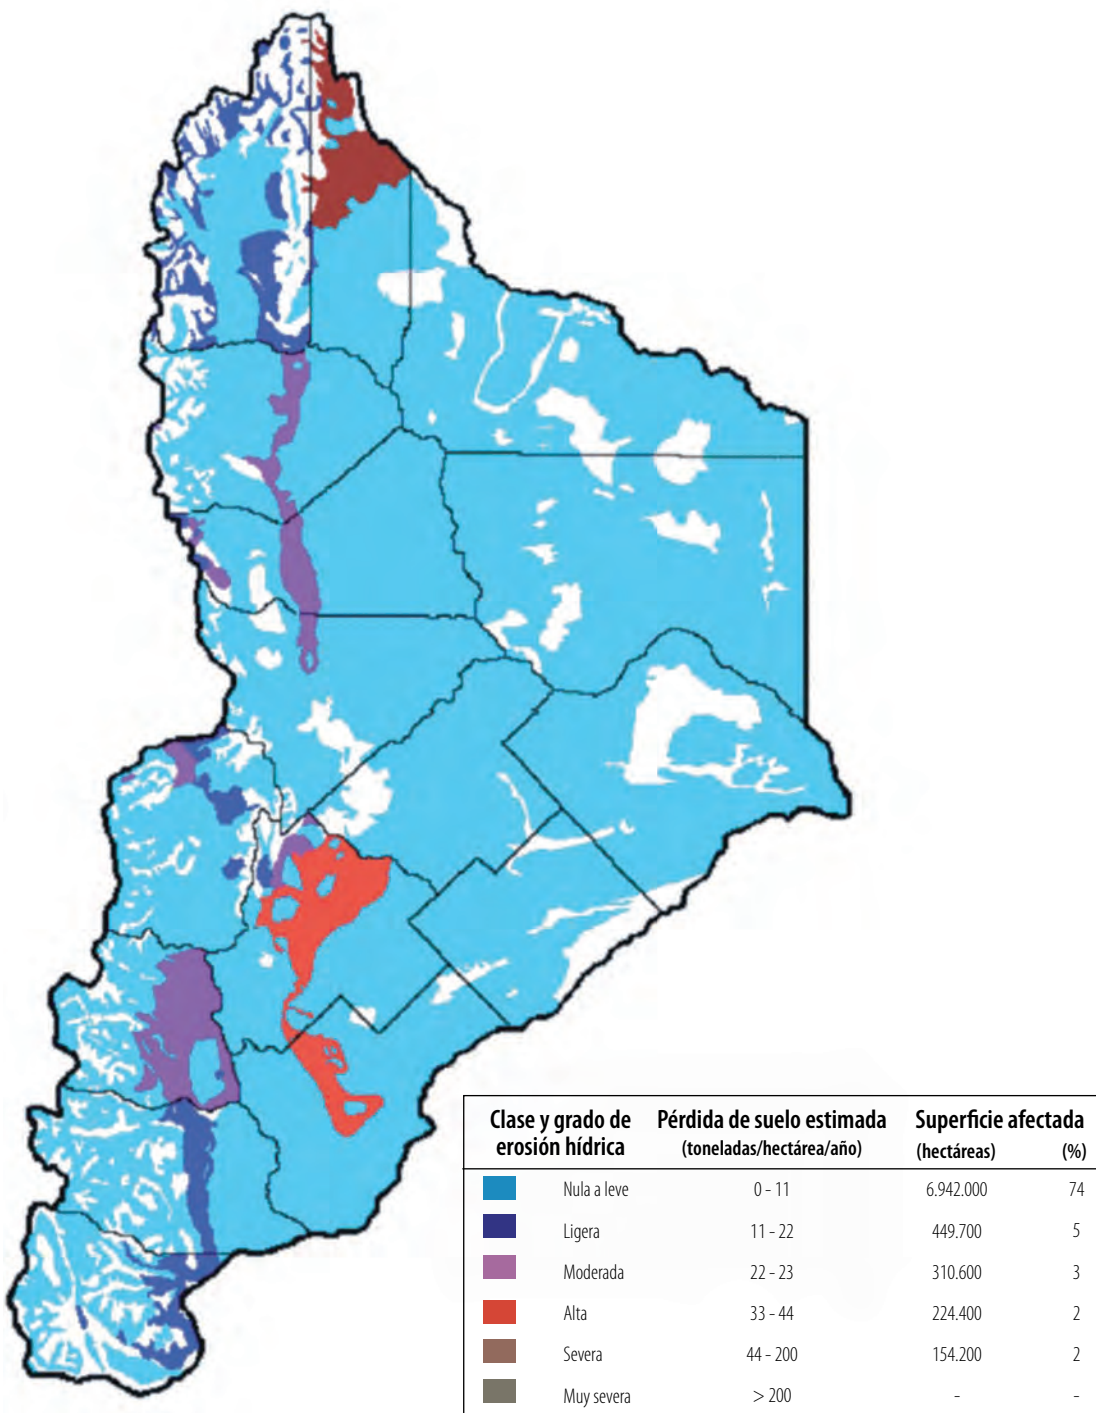 Clase y grado de erosión hídrica Pérdida de suelo estimada (toneladas/hectárea/año) Superficie afectada
(hectáreas) (%)
Nula a leve 0 - 11 6.942.000 74
Ligera 11 - 22 449.700 5
Moderada 22 - 23 310.600 3
Alta 33 - 44 224.400 2
Severa 44 - 200 154.200 2
Muy severa > 200 - -